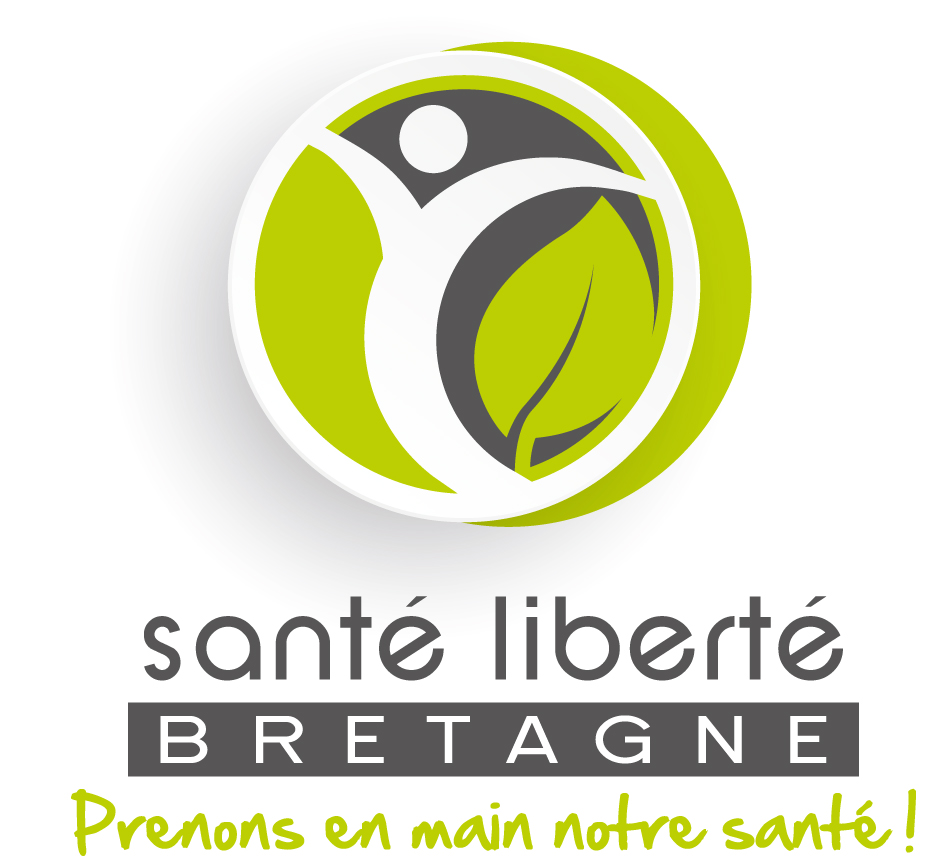 santé liberté
BRETAGNE
Prenons en main notre santé !